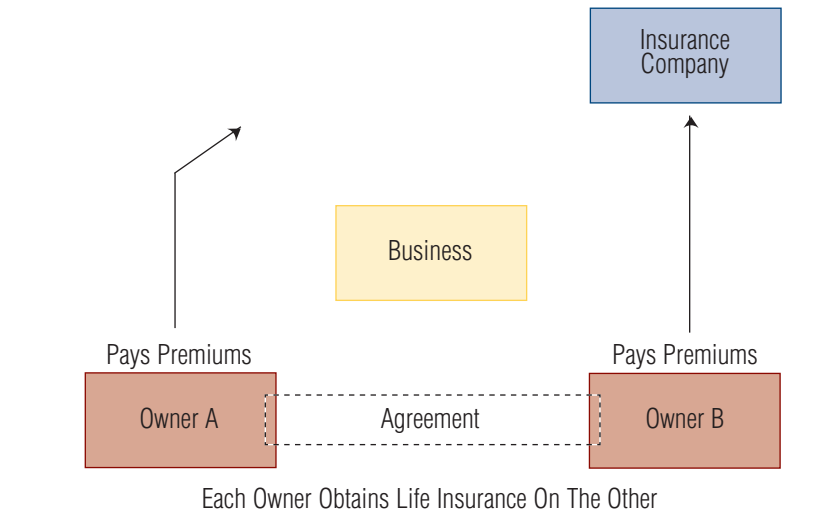 Insurance
Company
Business
Pays Premiums
Pays Premiums
Owner A
Agreement
Owner B
Each Owner Obtains Life Insurance On The Other